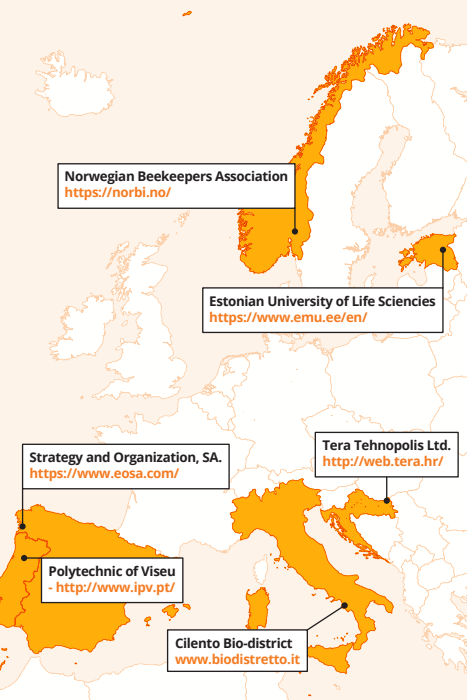 Norwegian Beekeepers Association
https://norbi.no/
Estonian University of Life Sciencies
https://www.emu.ee/en/
Tera Tehnopolis Ltd.
http://web.tera.hr/
Strategy and Organization, SA.
https://www.eosa.com/
Polytechnic of Viseu
- http://www.ipv.pt/
Cilento Bio-district
www.biodistretto.it